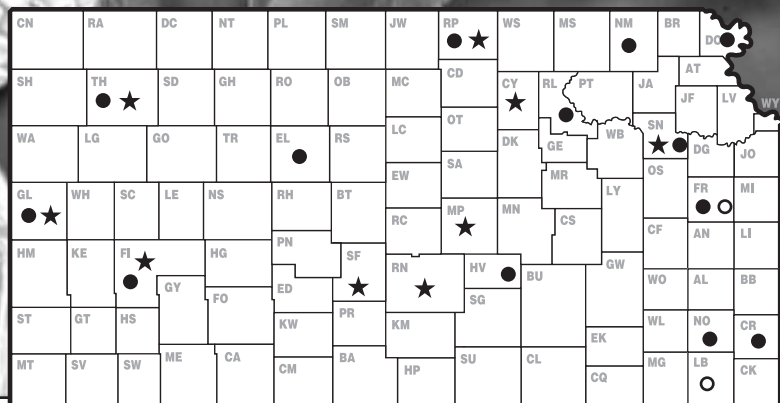 CN RA DC NT PL SM JW RP WS MS NM BR DO
SH TH SD GH RO OB MC CD CY RL PT JA AT
JF LV WY
WA LG GO TR EL RS LC OT DK GE WB SN DG JO
EW SA MR OS
GL WH SC LE NS RH BT RC MP MN CS LY FR MI
HM KE FI HG PN SF RN HV BU GW CF AN LI
GY FO ED SG WO AL BB
ST GT HS KW PR KM EK WL NO CR
MT SV SW ME CA CM BA HP SU CL CQ MG LB CK